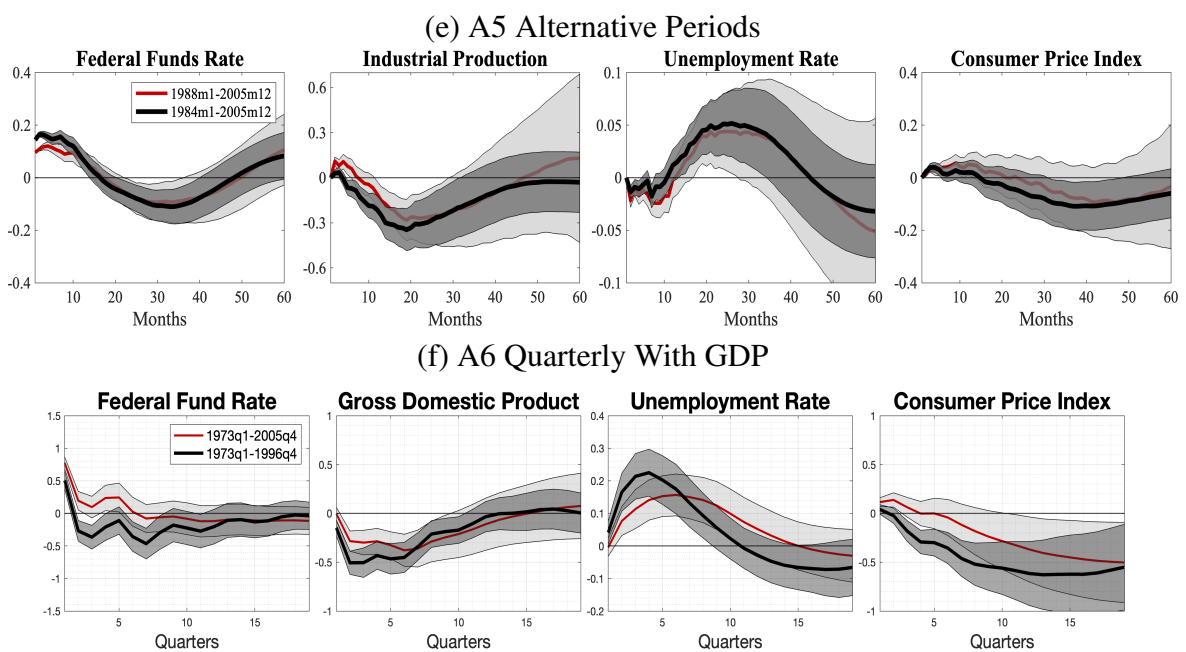 (e) A5 Alternative Periods
Federal Funds Rate
0.4
0.2
0
-0.2
-0.4
10 20 30 40 50 60
Months
1988m1-2005m12
1984m1-2005m12
Industrial Production
0.6
0.3
0
-0.3
-0.6
10 20 30 40 50 60
Months
Unemployment Rate
0.1
0.05
0
-0.05
-0.1
10 20 30 40 50 60
Months
Consumer Price Index
0.4
0.2
0
-0.2
-0.4
10 20 30 40 50 60
Months
(f) A6 Quarterly With GDP
Federal Fund Rate
1.5
1
0.5
0
-0.5
-1
-1.5
5 10 15
Quarters
1973q1-2005q4
1973q1-1996q4
Gross Domestic Product
1
0.5
0
-0.5
-1
5 10 15
Quarters
Unemployment Rate
0.4
0.3
0.2
0.1
0
-0.1
-0.2
5 10 15
Quarters
Consumer Price Index
1
0.5
0
-0.5
-1
5 10 15
Quarters